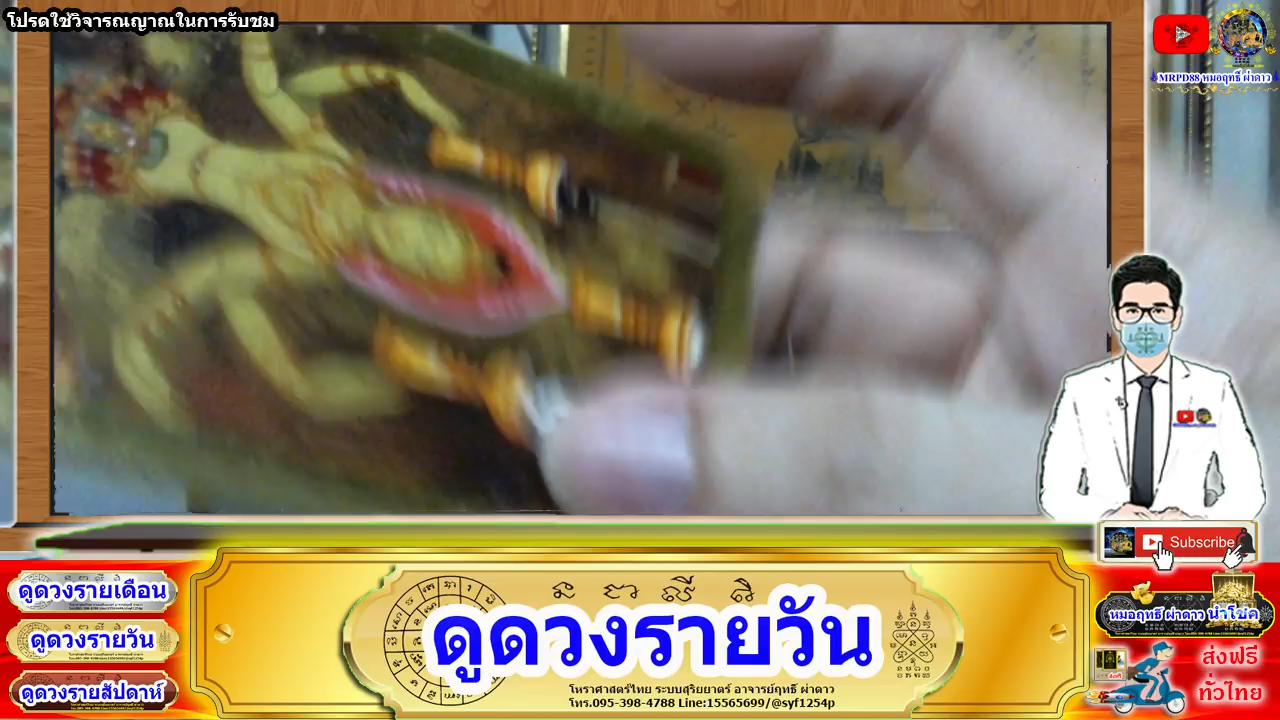 โปรดใช้วิจารณญาณในการรับชม
MRPD88 หมอฤทธิ์ ผ่าดาว
Subscribe
ดูดวงรายเดือน
ดูดวงรายวัน
ดูดวงรายสัปดาห์
ดูดวงรายวัน
โหราศาสตร์ไทย ระบบสุริยยาตร์ อาจารย์ฤทธิ์ ผ่าดาว
โทร.095-398-4788 Line:15565699/@syf1254p
หมอฤทธิ์ ผ่าดาว นำโชค
ส่งฟรี
ทั่วไทย